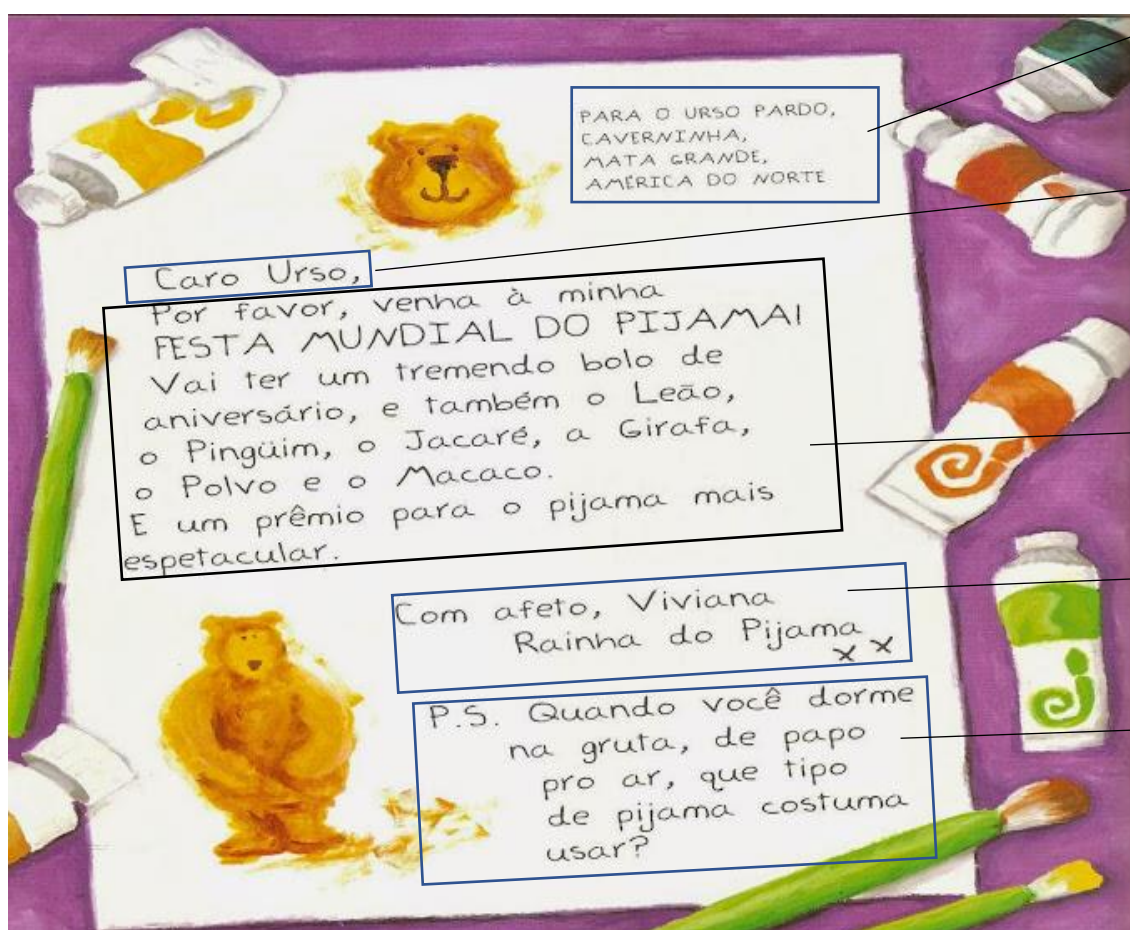 PARA O URSO PARDO,
CAVERNINHA,
MATA GRANDE,
AMÉRICA DO NORTE
Caro Urso,
Por favor, venha à minha
FESTA MUNDIAL DO PIJAMA!
Vai ter um tremendo bolo de
aniversário, e também o Leão,
o Pingüim, o Jacaré, a Girafa,
o Polvo e o Macaco.
E um prêmio para o pijama mais
espetacular.
Com afeto, Viviana
Rainha do Pijama
x x
P.S. Quando você dorme
na gruta, de papo
pro ar, que tipo
de pijama costuma
usar?